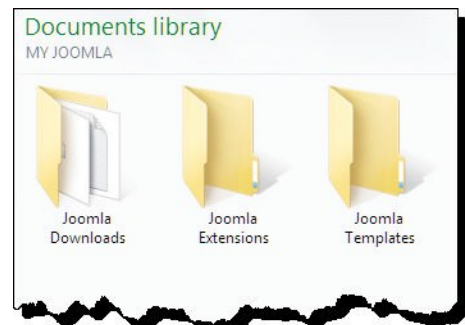 Documents library
MY JOOMLA
Joomla
Downloads
Joomla
Extensions
Joomla
Templates